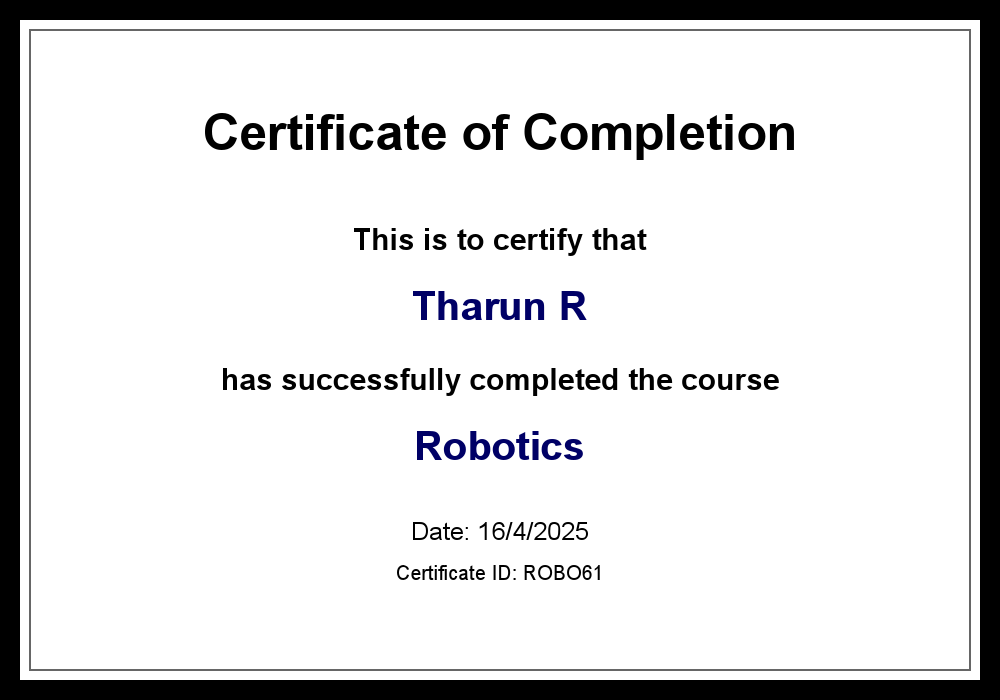 Certificate of Completion
This is to certify that
Tharun R
has successfully completed the course
Robotics
Date: 16/4/2025
Certificate ID: ROBO61